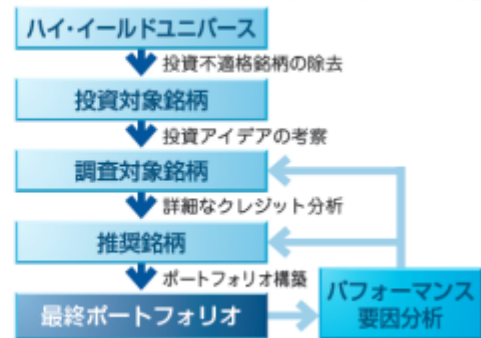 ハイ・イールドユニバース
投資不適格銘柄の除去
投資対象銘柄
投資アイデアの考察
調査対象銘柄
詳細なクレジット分析
推奨銘柄
ポートフォリオ構築
最終ポートフォリオ
パフォーマンス
要因分析